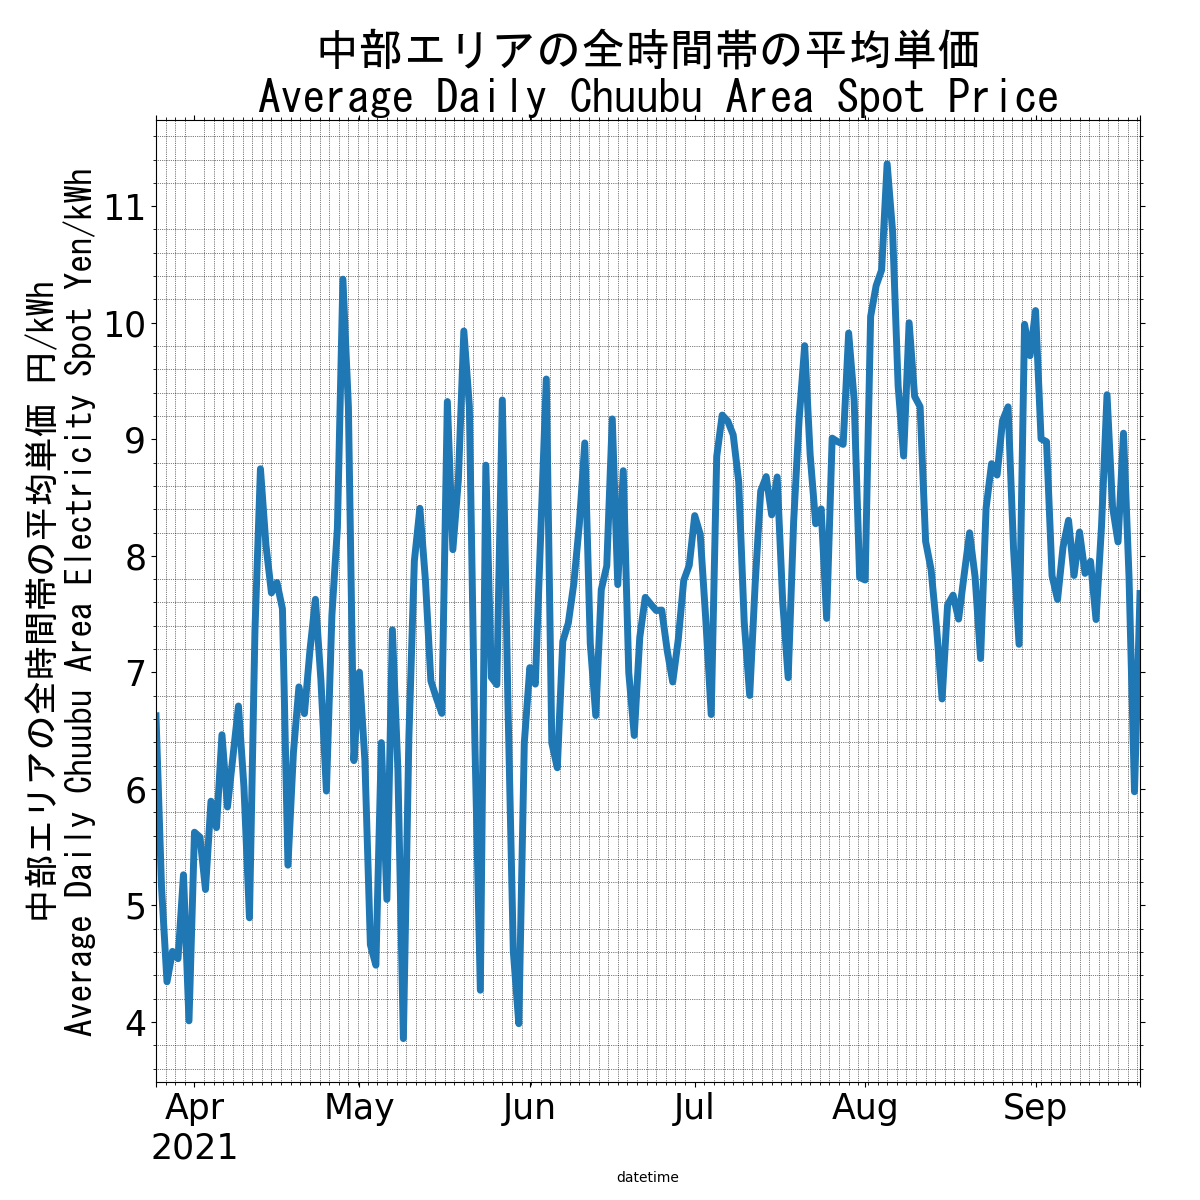 中部エリアの全時間帯の平均単価
Average Daily Chuubu Area Spot Price
中部エリアの全時間帯の平均単価 円/kWh
Average Daily Chuubu Area Electricity Spot Yen/kWh
11
10
9
8
7
6
5
4
Apr May Jun Jul Aug Sep
2021
datetime